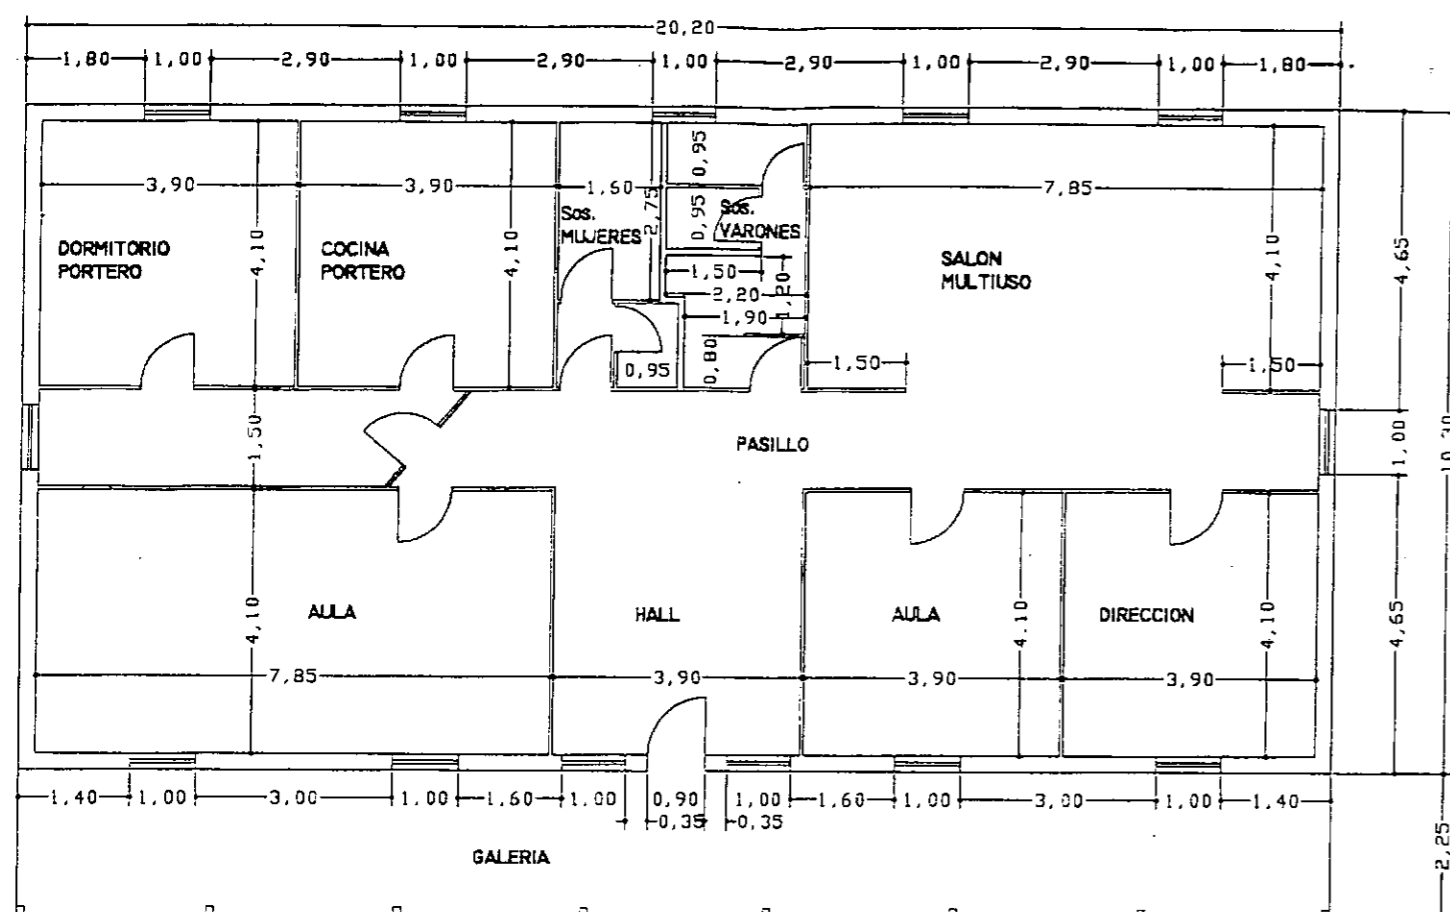 20,20
1,80 1,00 2,90 1,00 2,90 1,00 2,90 1,00 2,90 1,00 1,80
3,90 3,90 1,60 0,95 7,85
4,10 4,10 2,75 0,95 4,10 4,65
DORMITORIO
PORTERO
COCINA
PORTERO
Sos.
MUJERES
Sos.
VARONES
SALON
MULTIUSO
1,50
2,20
1,20
1,90
0,95 0,80 1,50 1,50
1,50 PASILLO 1,00 10,30
AULA HALL AULA DIRECCION
4,10 4.10 4,10 4,65
7,85 3,90 3,90 3,90
1,40 1,00 3,00 1,00 1,60 1,00 0,90 1,00 1,60 1,00 3,00 1,00 1,40
0,35 0,35
GALERIA 2,25